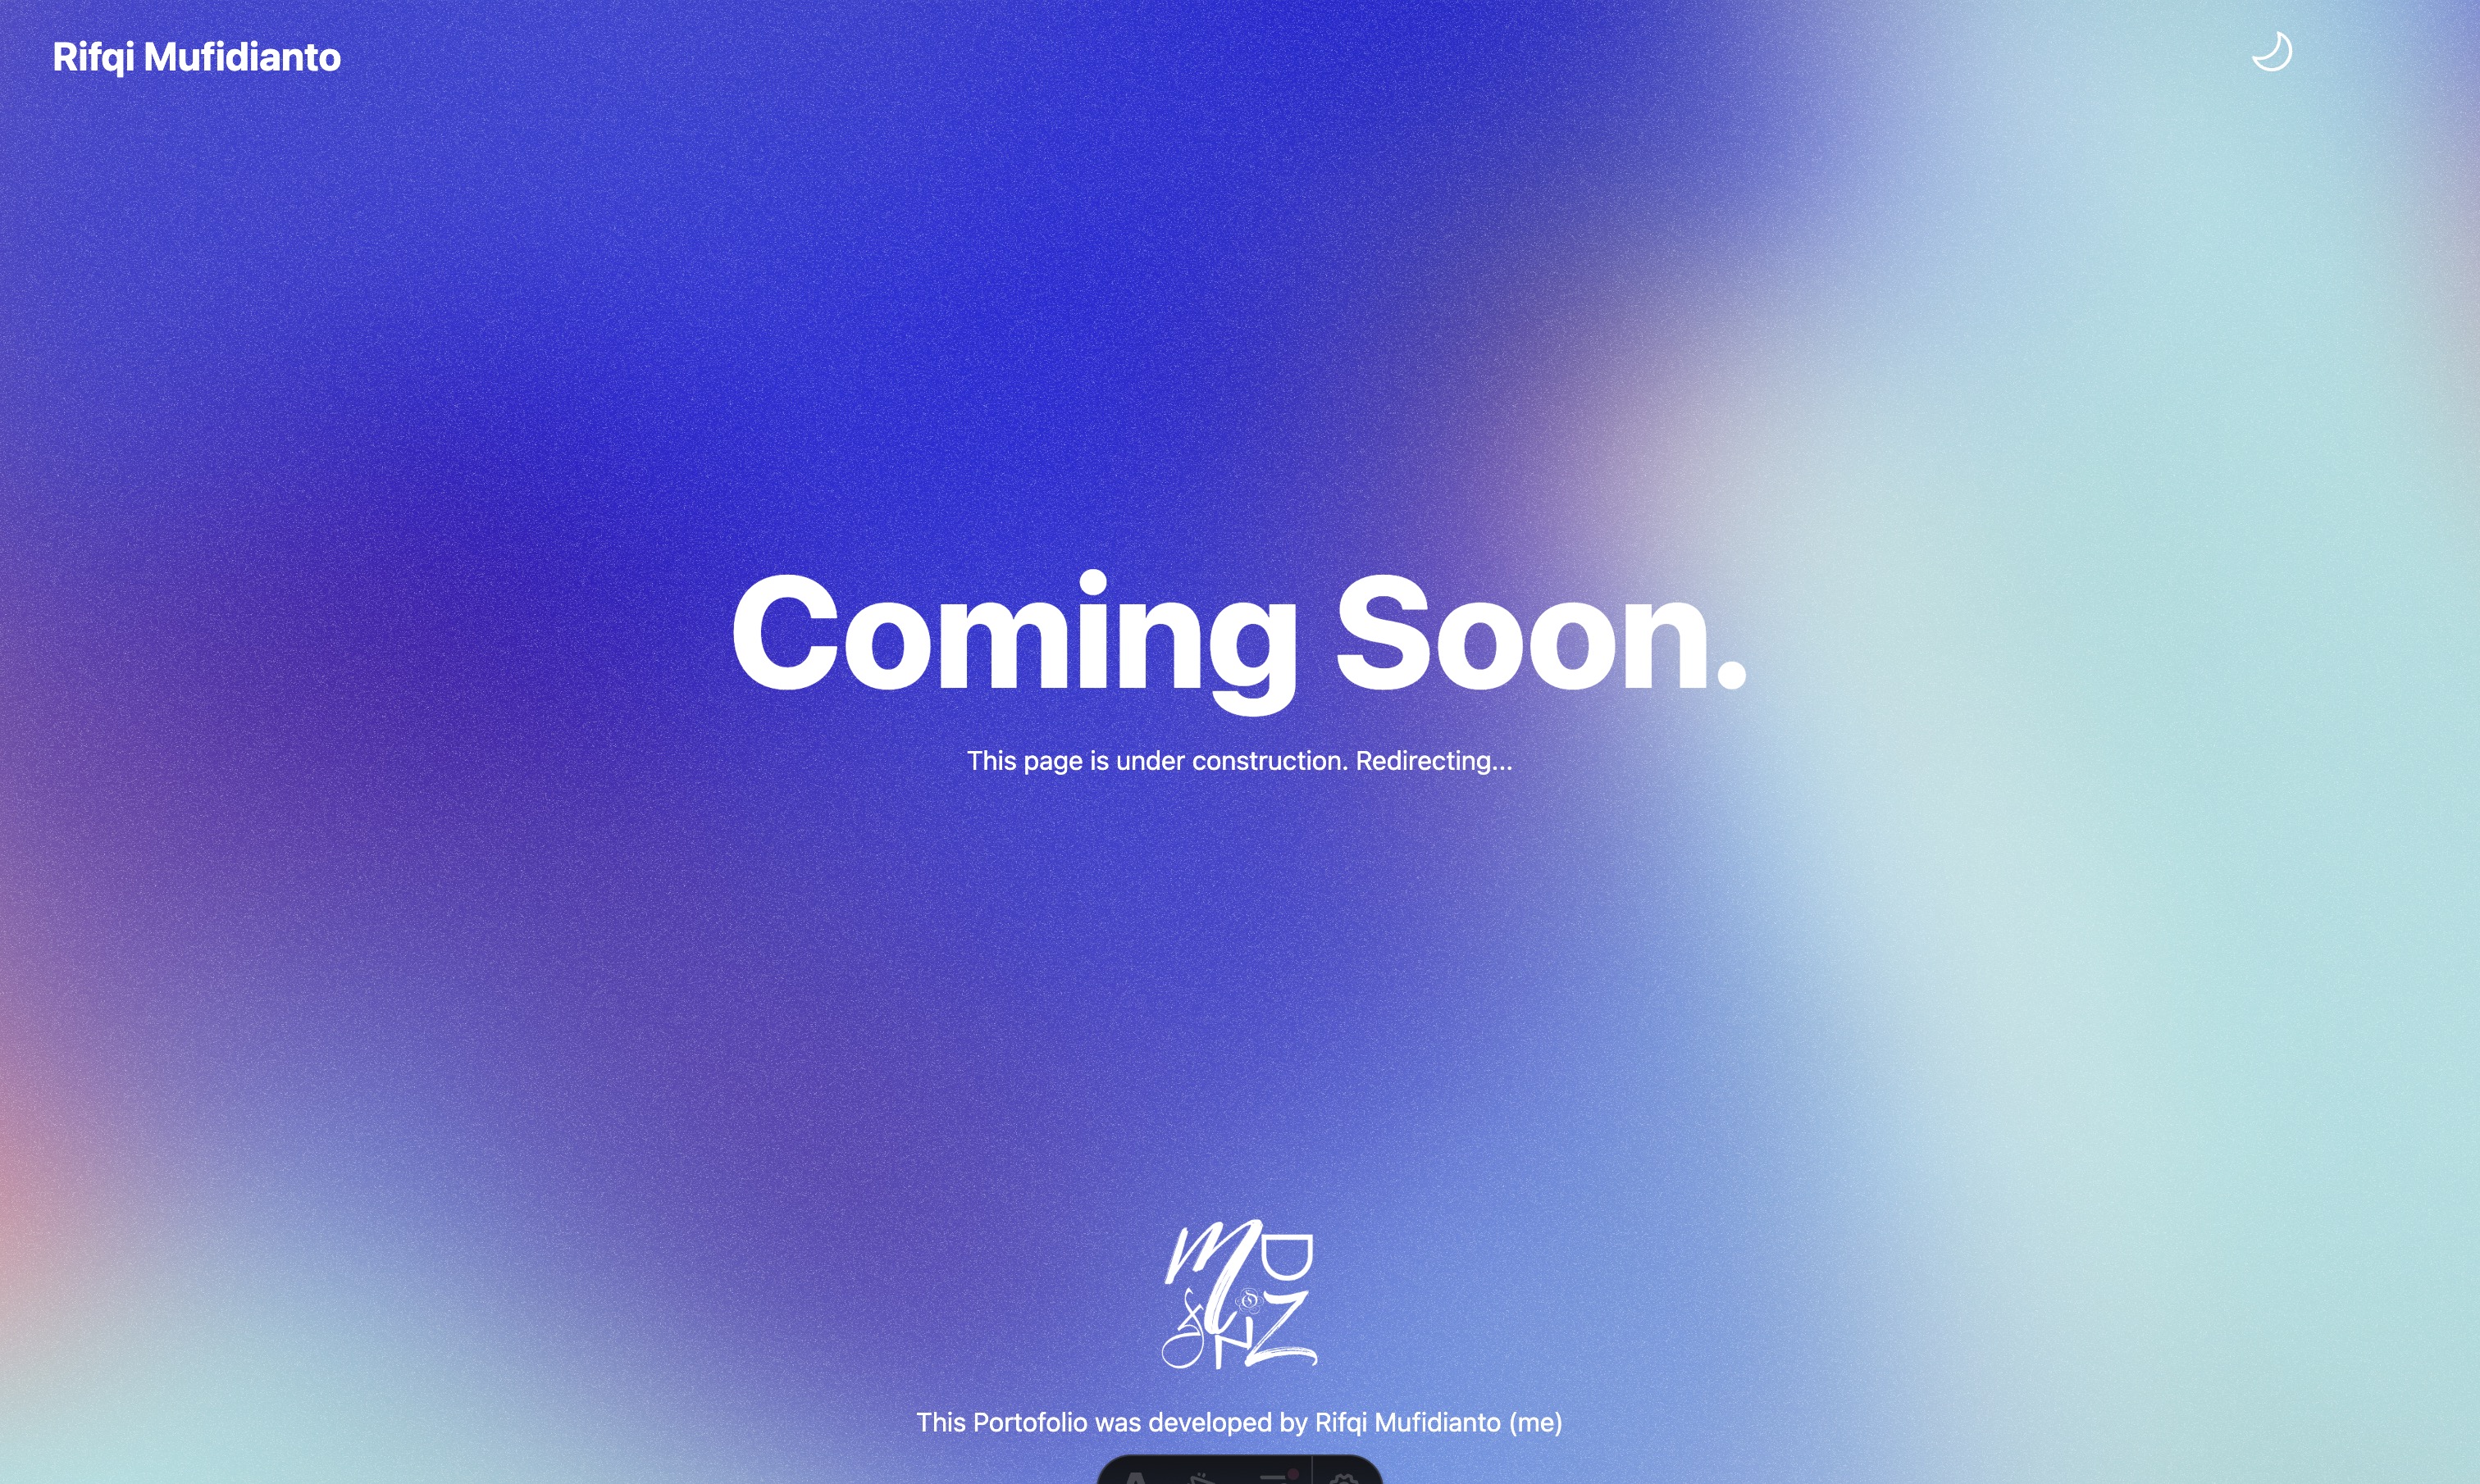 Rifqi Mufidianto
Coming Soon.
This page is under construction. Redirecting...
This Portofolio was developed by Rifqi Mufidianto (me)